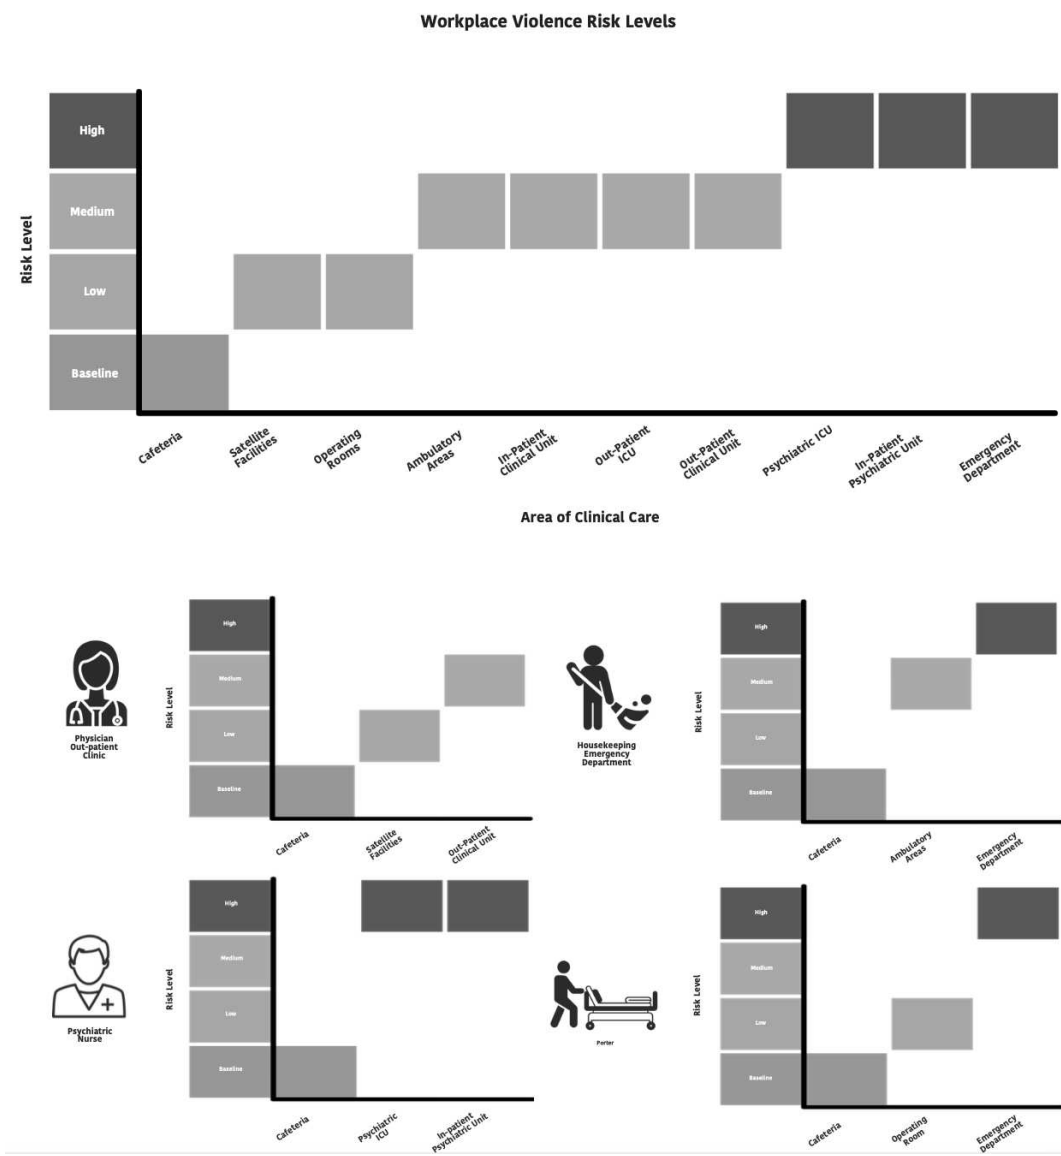 Workplace Violence Risk Levels
High
Medium
Low
Baseline
Risk Level
Cafeteria
Satellite
Facilities
Operating
Rooms
Ambulatory
Areas
In-Patient
Clinical Unit
Out-Patient
ICU
Out-Patient
Clinical Unit
Psychiatric ICU
In-Patient
Psychiatric Unit
Emergency
Department
Area of Clinical Care
Physician
Out-patient
Clinic
Risk Level
High
Medium
Low
Baseline
Cafeteria
Satellite
Facilities
Out-Patient
Clinical Unit
Housekeeping
Emergency
Department
Risk Level
High
Medium
Low
Baseline
Cafeteria
Ambulatory
Areas
Emergency
Department
Psychiatric
Nurse
Risk Level
High
Medium
Low
Baseline
Cafeteria
Psychiatric
ICU
In-patient
Psychiatric Unit
Porter
Risk Level
High
Medium
Low
Baseline
Cafeteria
Operating
Room
Emergency
Department